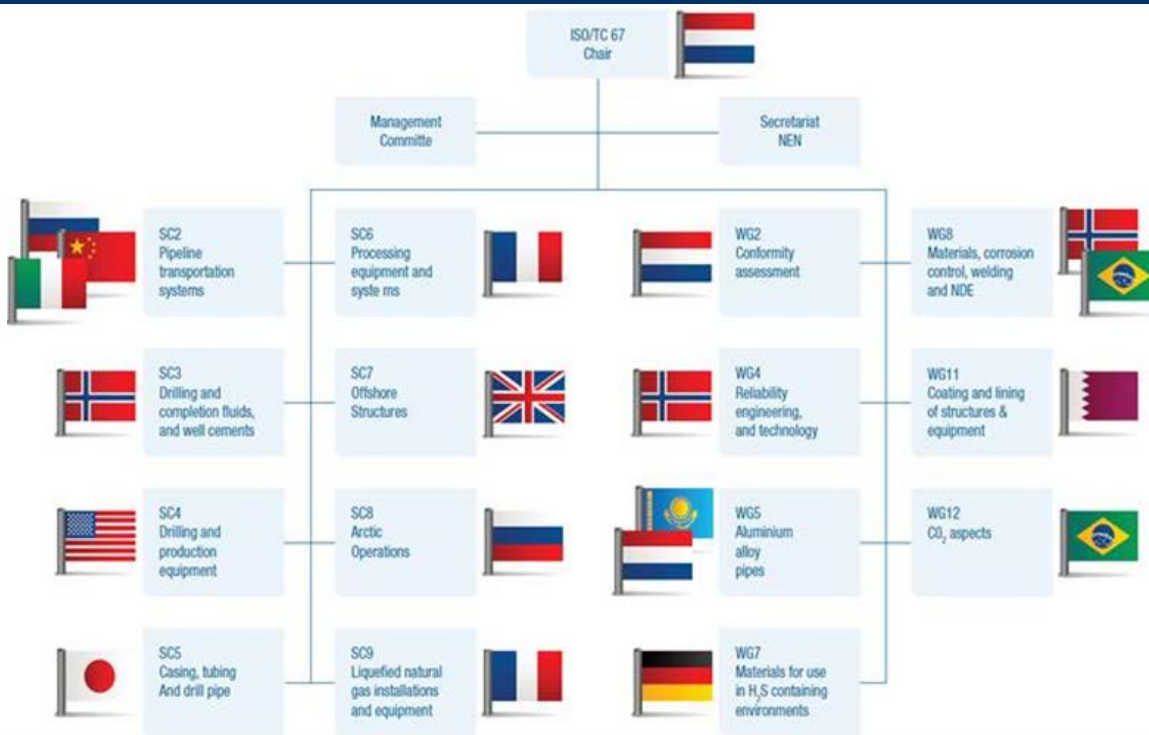 ISO/TC 67
Chair
Management
Committe
Secretariat
NEN
SC2
Pipeline
transportation
systems
SC6
Processing
equipment and
syste ms
WG2
Conformity
assessment
WG8
Materials, corrosion
control, welding
and NDE
SC3
Drilling and
completion fluids,
and well cements
SC7
Offshore
Structures
WG4
Reliability
engineering,
and technology
WG11
Coating and lining
of structures &
equipment
SC4
Drilling and
production
equipment
SC8
Arctic
Operations
WG5
Aluminium
alloy
pipes
WG12
C0₂ aspects
SC5
Casing, tubing
And drill pipe
SC9
Liquefied natural
gas installations
and equipment
WG7
Materials for use
in H₂S containing
environments